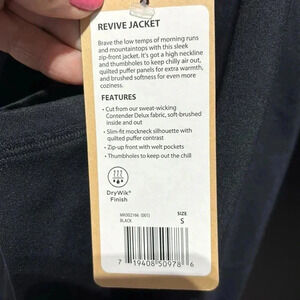 REVIVE JACKET
Brave the low temps of morning runs
and mountaintops with this sleek
zip-front jacket. It's got a high neckline
and thumbholes to keep chilly air out,
quilted puffer panels for extra warmth,
and brushed softness for even more
coziness.
FEATURES
• Cut from our sweat-wicking
Contender Delux fabric, soft-brushed
inside and out
• Slim-fit mockneck silhouette with
quilted puffer contrast
• Zip-up front with welt pockets
• Thumbholes to keep out the chill
DryWik®
Finish
(001)
BLACK
SIZE
S
7 19408 50978 6